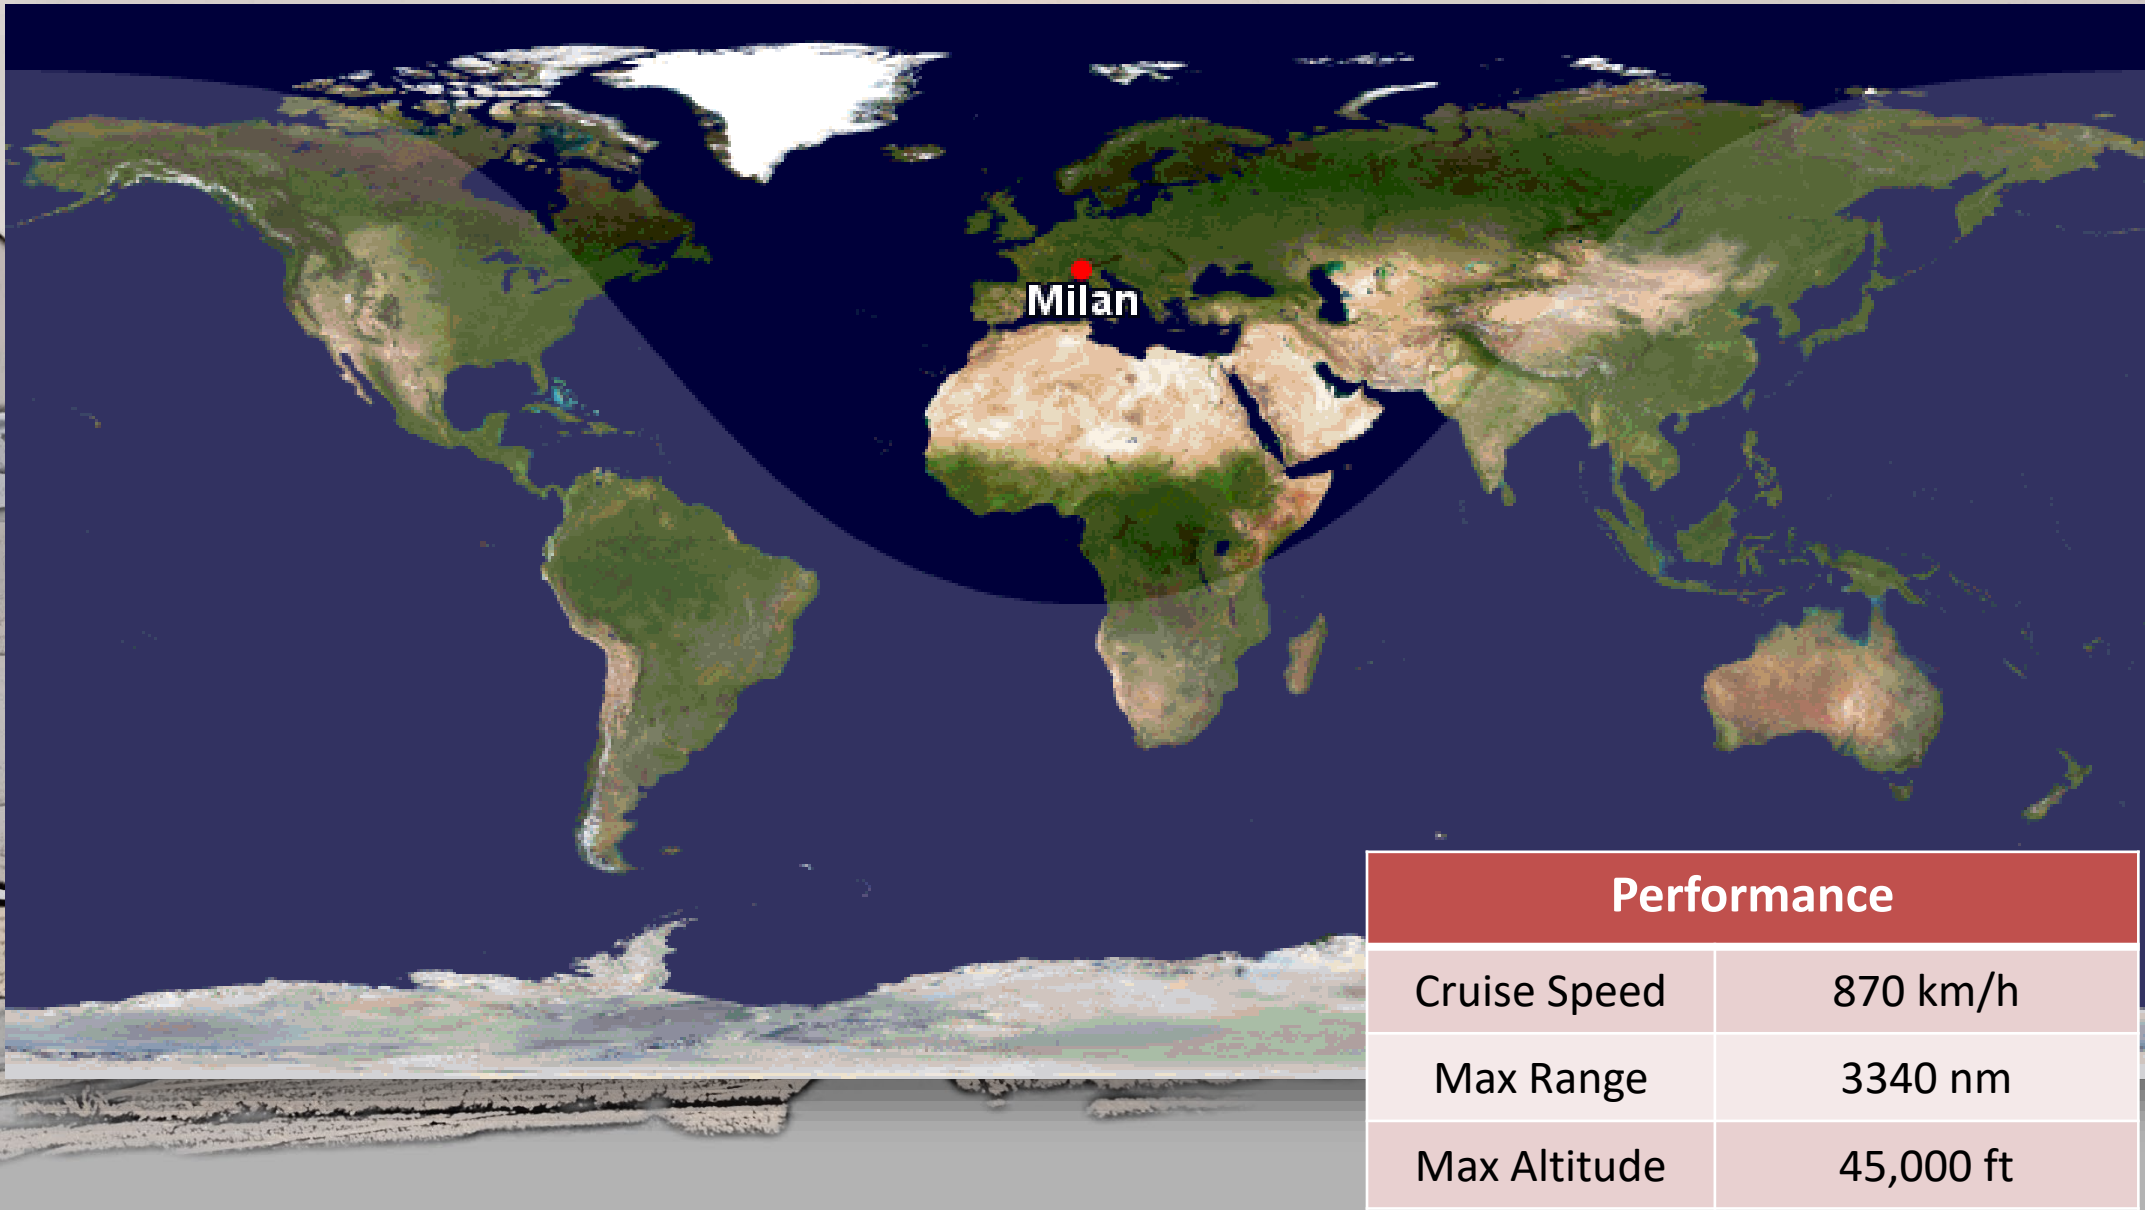 Milan
Performance
Cruise Speed 870 km/h
Max Range 3340 nm
Max Altitude 45,000 ft